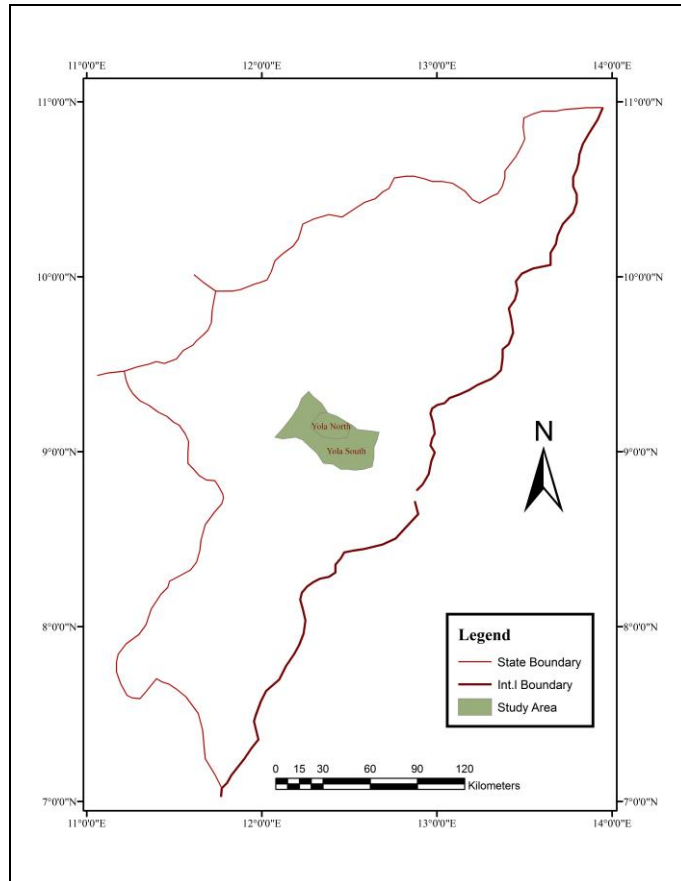 11°0'0"E 12°0'0"E 13°0'0"E 14°0'0"E
11°0'0"N 11°0'0"N
10°0'0"N 10°0'0"N
Yola North
9°0'0"N 9°0'0"N
Yola South
N
8°0'0"N 8°0'0"N
Legend
State Boundary
Int.l Boundary
Study Area
0 15 30 60 90 120
Kilometers
7°0'0"N 7°0'0"N
11°0'0"E 12°0'0"E 13°0'0"E 14°0'0"E